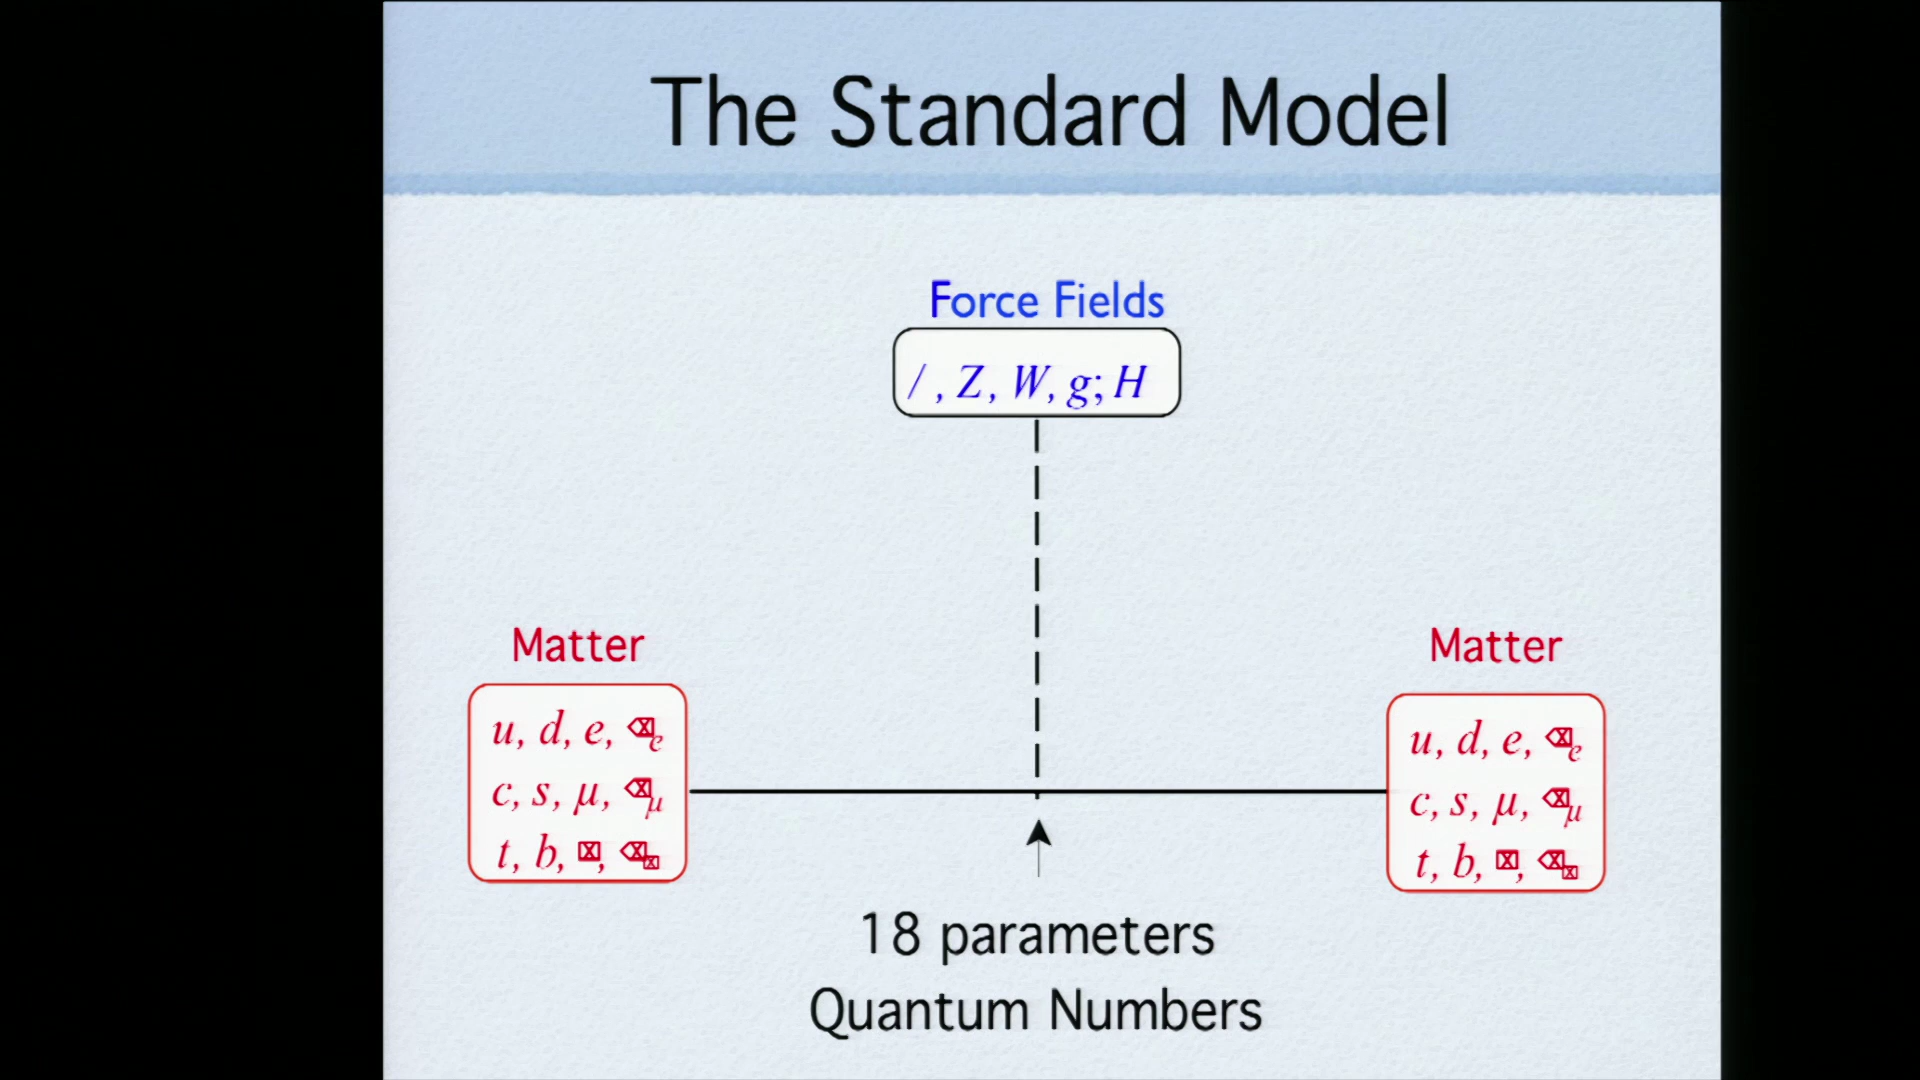 The Standard Model
Force Fields
/ , Z, W, g; H
Matter
u, d, e, ⌫e
c, s, μ, ⌫μ
t, b, ☒, ⌫☒
Matter
u, d, e, ⌫e
c, s, μ, ⌫μ
t, b, ☒, ⌫☒
18 parameters
Quantum Numbers